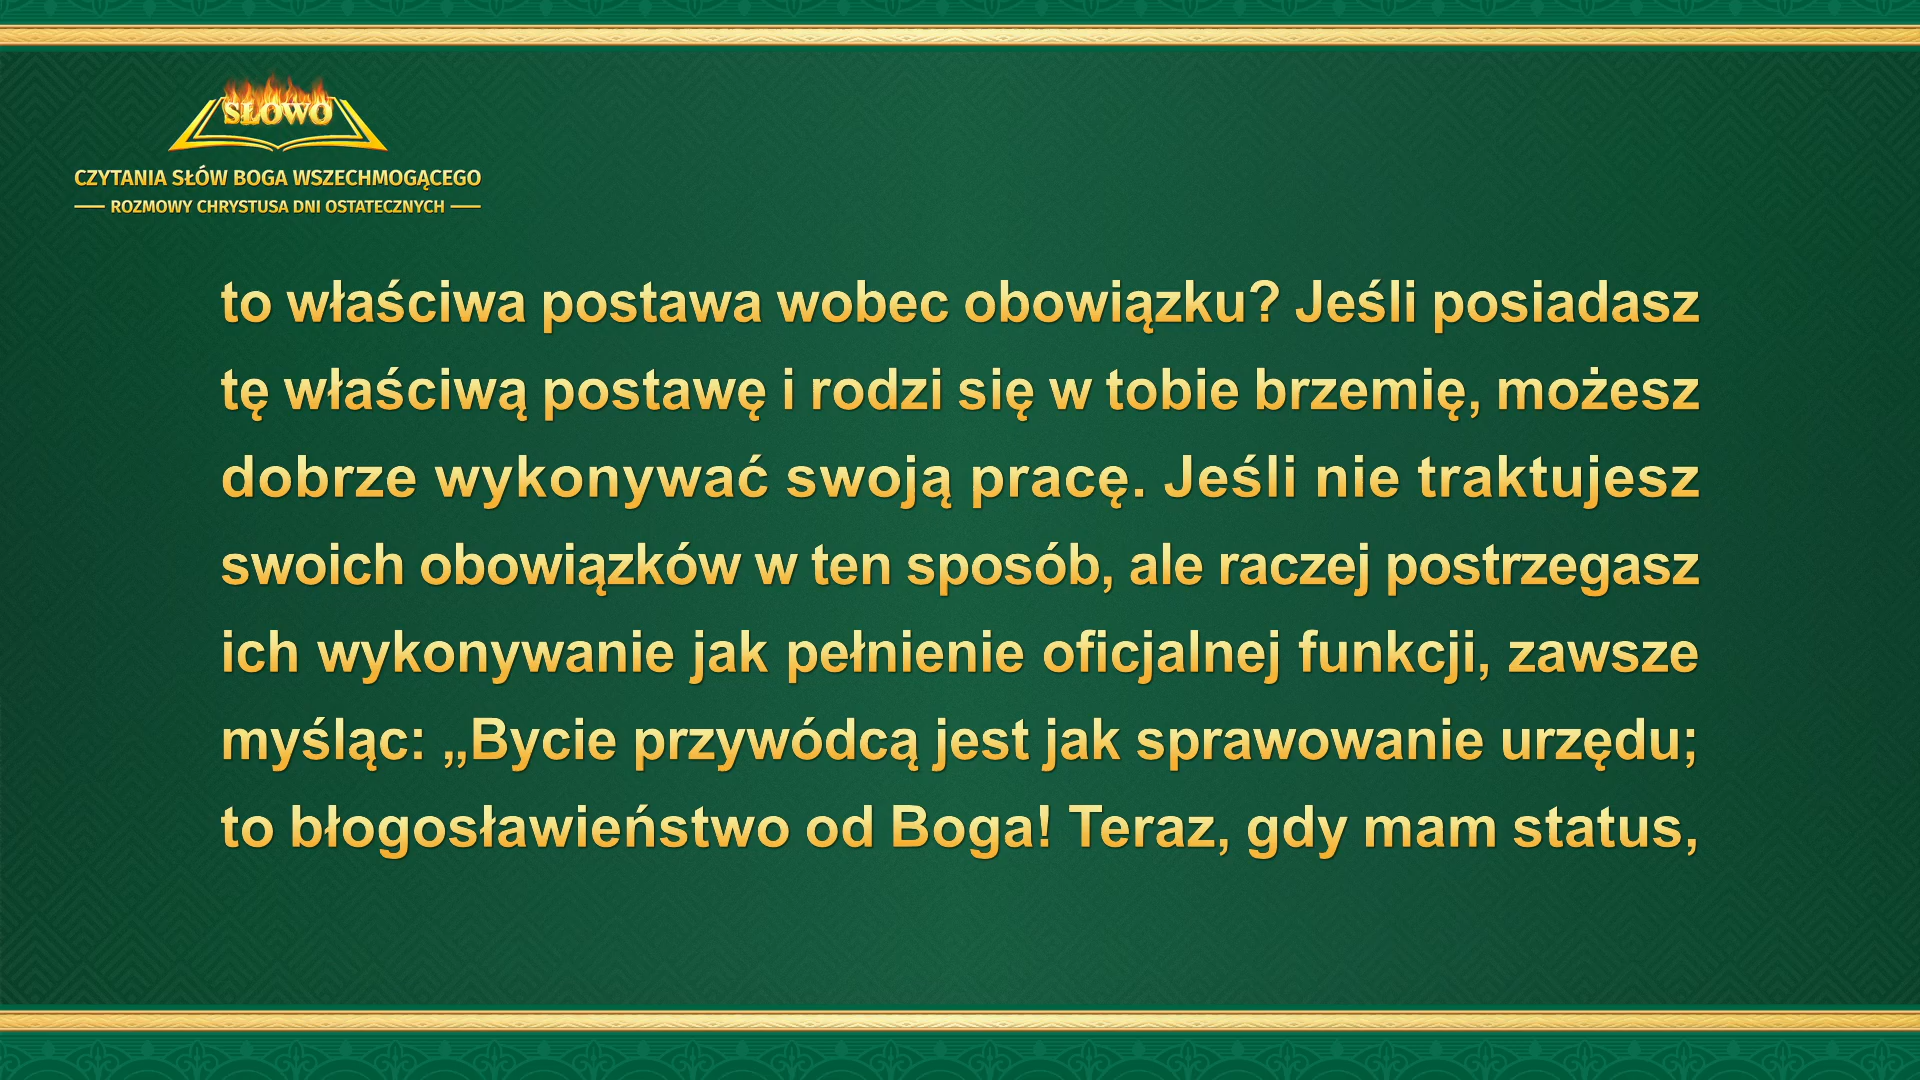 SŁOWO
CZYTANIA SŁÓW BOGA WSZECHMOGĄCEGO
ROZMOWY CHRYSTUSA DNI OSTATECZNYCH
to właściwa postawa wobec obowiązku? Jeśli posiadasz
tę właściwą postawę i rodzi się w tobie brzemię, możesz
dobrze wykonywać swoją pracę. Jeśli nie traktujesz
swoich obowiązków w ten sposób, ale raczej postrzegasz
ich wykonywanie jak pełnienie oficjalnej funkcji, zawsze
myśląc: „Bycie przywódcą jest jak sprawowanie urzędu;
to błogosławieństwo od Boga! Teraz, gdy mam status,